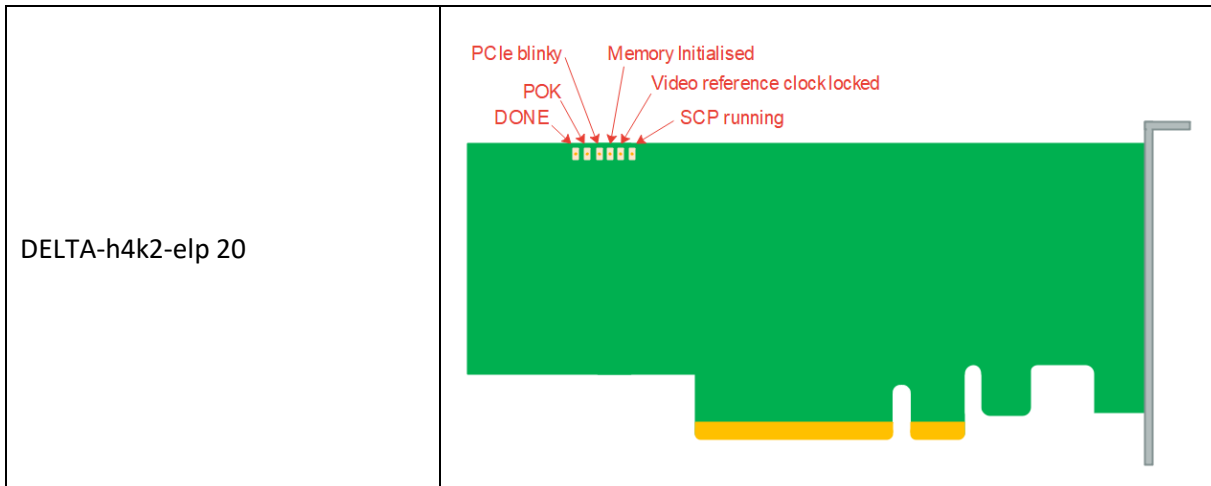 DELTA-h4k2-elp 20
PCIe blinky
Memory Initialised
POK
Video reference clock locked
DONE
SCP running